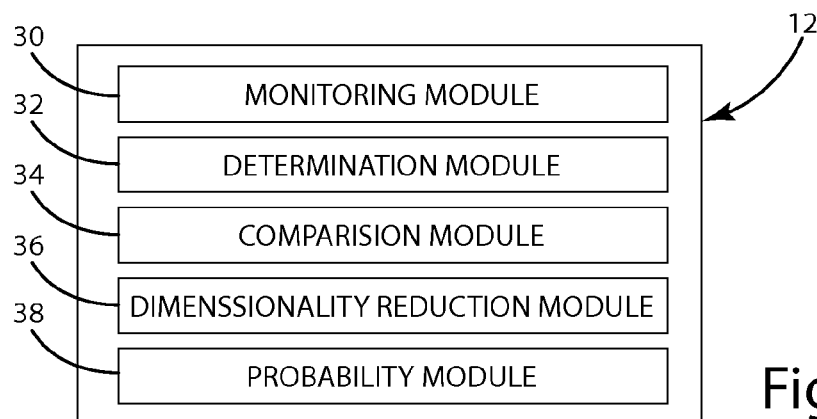 12
30
MONITORING MODULE
32
DETERMINATION MODULE
34
COMPARISION MODULE
36
DIMENSSIONALITY REDUCTION MODULE
38
PROBABILITY MODULE
Fig